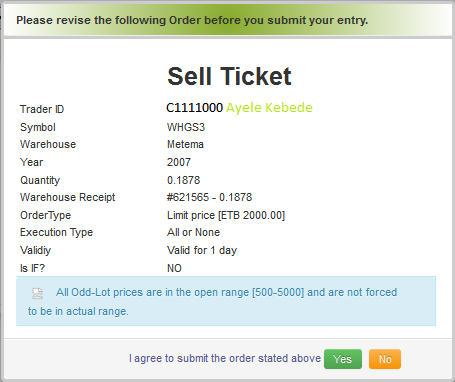 Please revise the following Order before you submit your entry.
Sell Ticket
Trader ID C1111000 Ayele Kebede
Symbol WHGS3
Warehouse Metema
Year 2007
Quantity 0.1878
Warehouse Receipt #621565 - 0.1878
OrderType Limit price [ETB 2000.00]
Execution Type All or None
Validiy Valid for 1 day
Is IF? NO
All Odd-Lot prices are in the open range [500-5000] and are not forced
to be in actual range.
I agree to submit the order stated above Yes No